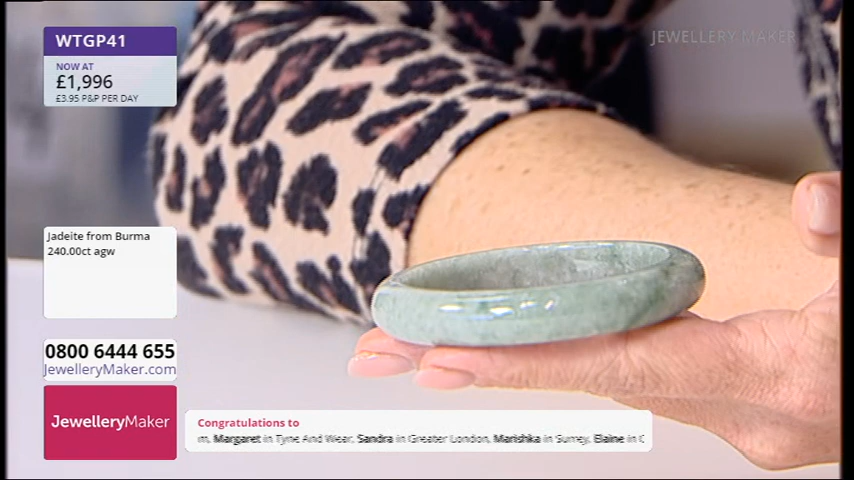 WTGP41
NOW AT
£1,996
£3.95 P&P PER DAY
JEWELLERY MAKER
Jadeite from Burma
240.00ct agw
0800 6444 655
JewelleryMaker.com
JewelleryMaker
Congratulations to
m, Margaret in Tyne And Wear, Sandra in Greater London, Marishka in Surrey, Elaine in